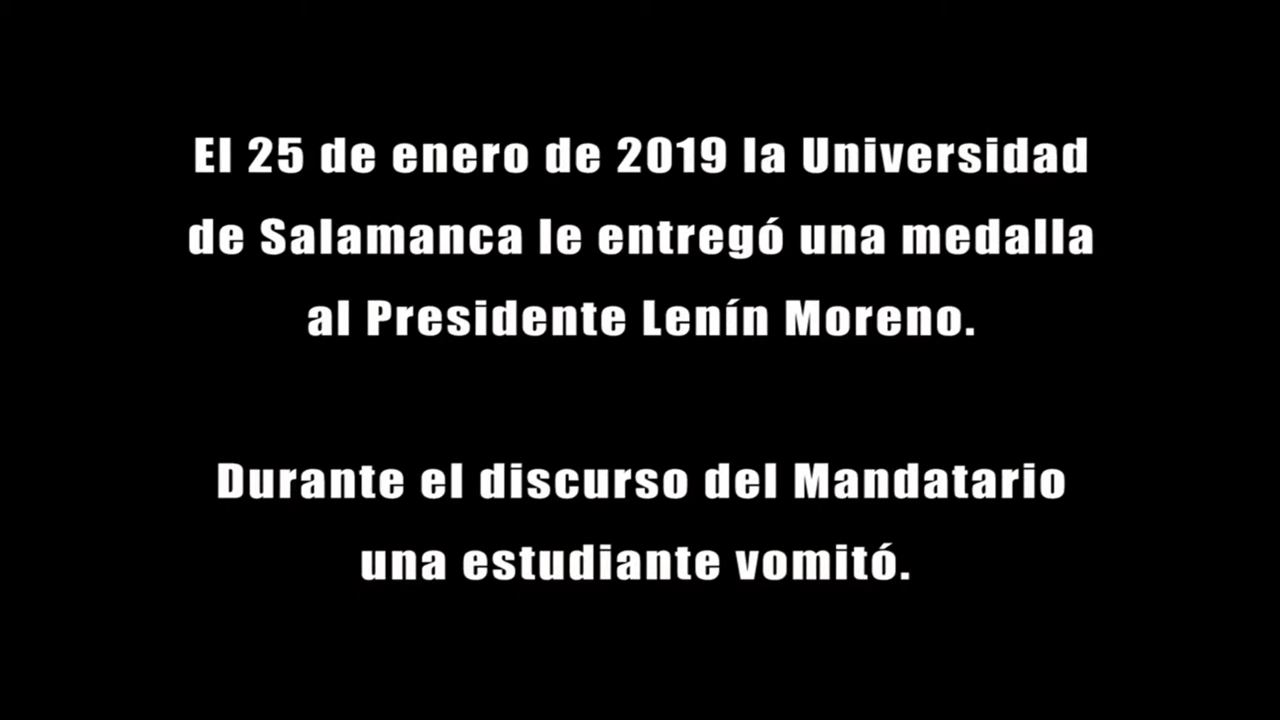 El 25 de enero de 2019 la Universidad
de Salamanca le entregó una medalla
al Presidente Lenín Moreno.
Durante el discurso del Mandatario
una estudiante vomitó.